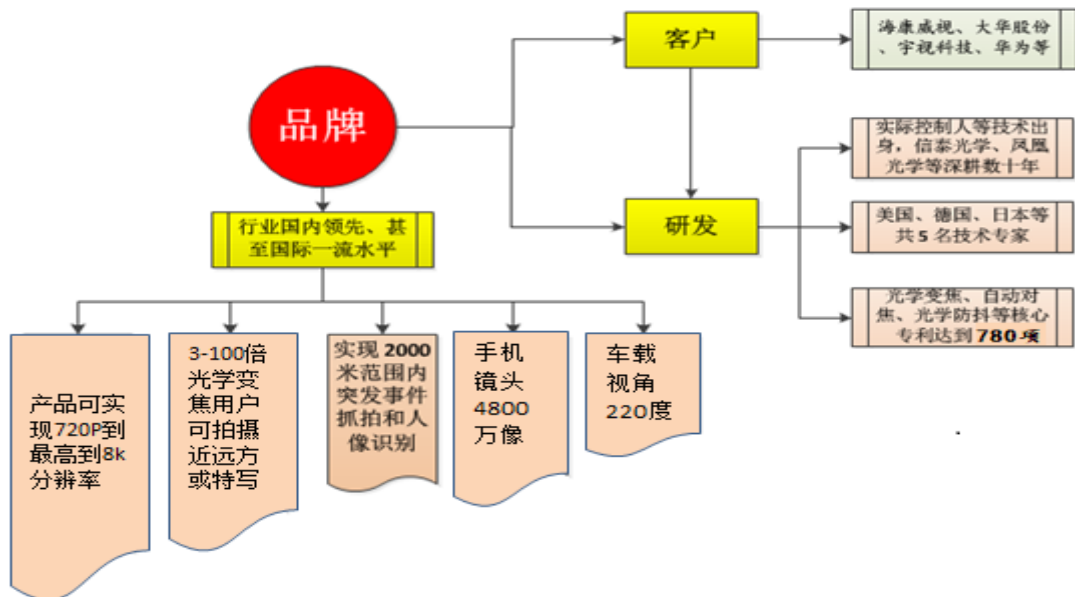 品牌
客户
海康威视、大华股份
、宇视科技、华为等
研发
实际控制人等技术出
身，信泰光学、凤凰
光学等深耕数十年
美国、德国、日本等
共5名技术专家
光学变焦、自动对
焦、光学防抖等核心
专利达到780项
行业国内领先、甚
至国际一流水平
产品可实
现720P到
最高到8k
分辨率
3-100倍
光学变
焦用户
可拍摄
近远方
或特写
实现2000
米范围内
突发事件
抓拍和人
像识别
手机
镜头
4800
万像
车载
视角
220度